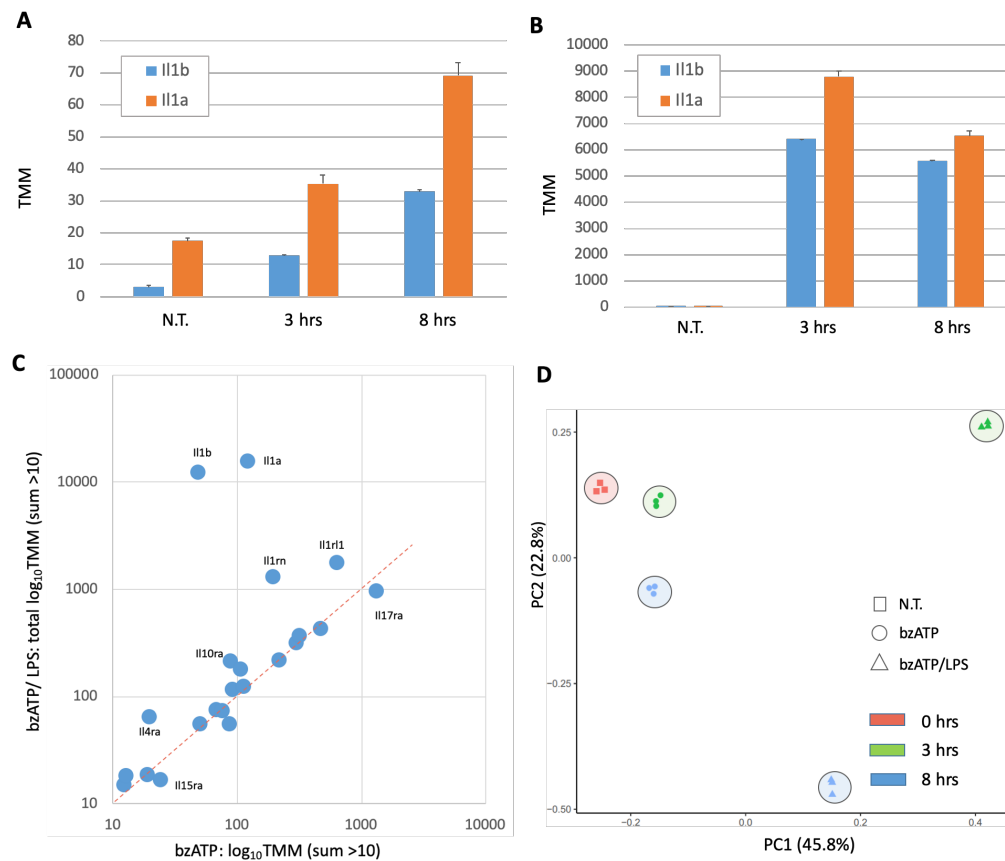 A
80
70
60
50
40
30
20
10
0
TMM
Il1b
Il1a
N.T.
3 hrs
8 hrs
B
10000
9000
8000
7000
6000
5000
4000
3000
2000
1000
0
TMM
Il1b
Il1a
N.T.
3 hrs
8 hrs
C
bzATP/ LPS: total log10TMM (sum >10)
100000
10000
1000
100
10
Il1b
Il1a
Il1rn
Il1rl1
Il17ra
Il10ra
Il4ra
Il15ra
10
100
1000
10000
bzATP: log10TMM (sum >10)
D
PC2 (22.8%)
0.25
0.00
−0.25
−0.50
N.T.
bzATP
bzATP/LPS
0 hrs
3 hrs
8 hrs
−0.2
0.0
0.2
0.4
PC1 (45.8%)